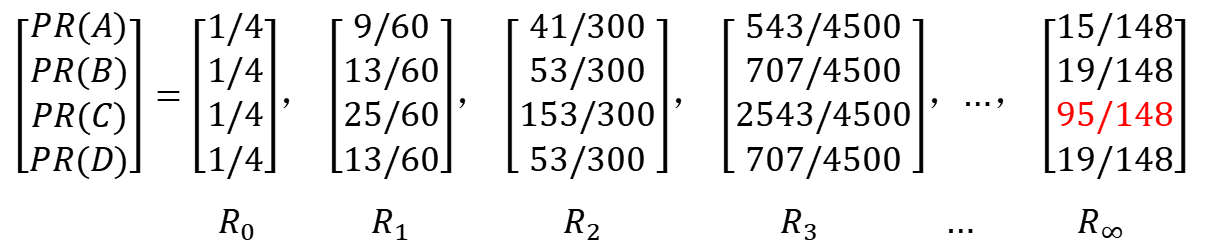 PR(A) 1/4 9/60 41/300 543/4500 15/148
PR(B) 1/4 13/60 53/300 707/4500 19/148
PR(C) = 1/4 , 25/60 , 153/300 , 2543/4500 , … , 95/148
PR(D) 1/4 13/60 53/300 707/4500 19/148
R₀ R₁ R₂ R₃ … R∞